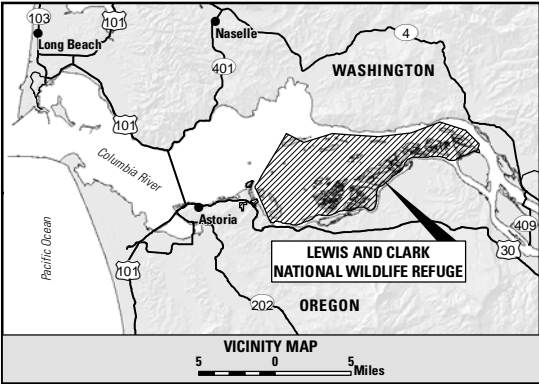 103
101
Long Beach
Naselle
4
401
WASHINGTON
101
Columbia River
Astoria
Pacific Ocean
101
202
LEWIS AND CLARK
NATIONAL WILDLIFE REFUGE
409
30
OREGON
VICINITY MAP
5 0 5
Miles